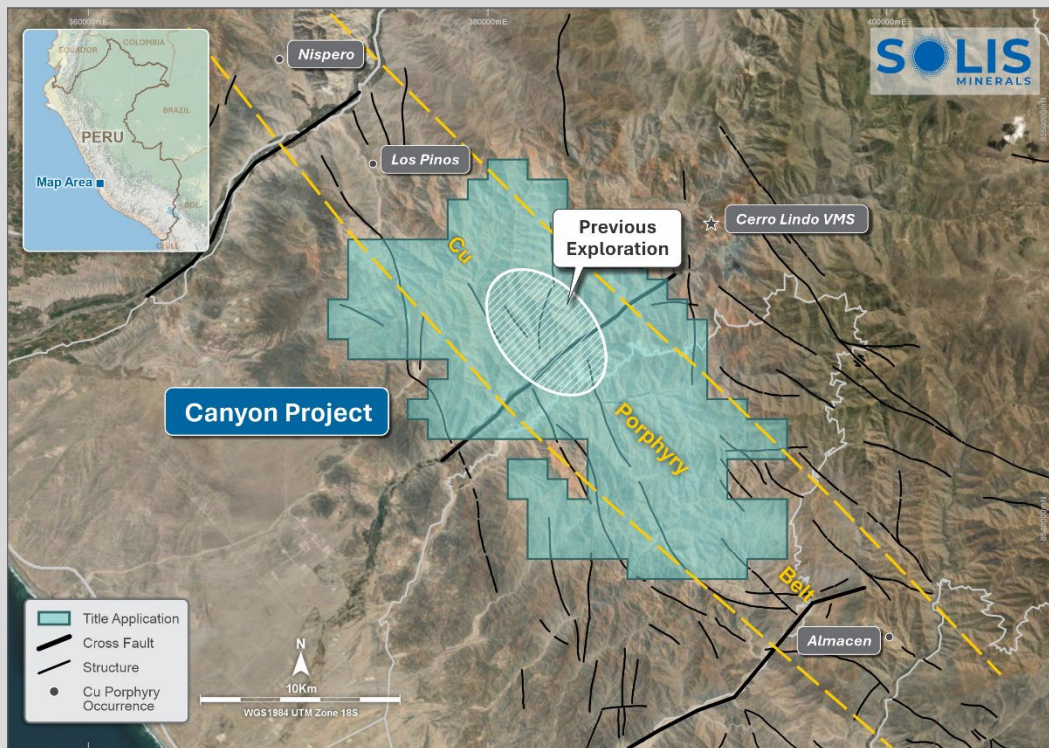 360000mE
380000mE
400000mE
ECUADOR
COLOMBIA
BRAZIL
PERU
Map Area
BOL.
CHILE
Nispero
SOLIS
MINERALS
Los Pinos
Cerro Lindo VMS
Previous
Exploration
Cu
Porphyry
Belt
Canyon Project
Almacen
Title Application
Cross Fault
Structure
Cu Porphyry
Occurrence
N
10Km
WGS1984 UTM Zone 18S